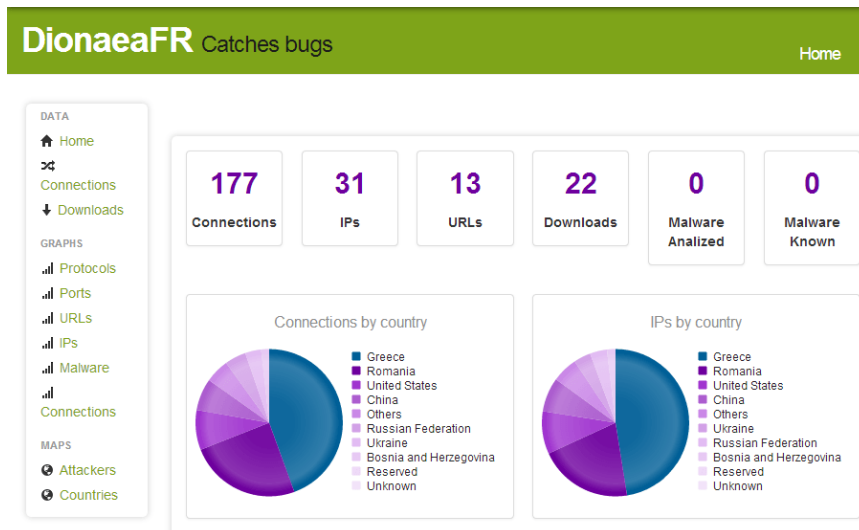 DionaeaFR Catches bugs
Home
DATA
Home
Connections
Downloads
GRAPHS
Protocols
Ports
URLs
IPs
Malware
Connections
MAPS
Attackers
Countries
177
Connections
31
IPs
13
URLs
22
Downloads
0
Malware
Analized
0
Malware
Known
Connections by country
Greece
Romania
United States
China
Others
Russian Federation
Ukraine
Bosnia and Herzegovina
Reserved
Unknown
IPs by country
Greece
Romania
United States
China
Others
Ukraine
Russian Federation
Bosnia and Herzegovina
Reserved
Unknown